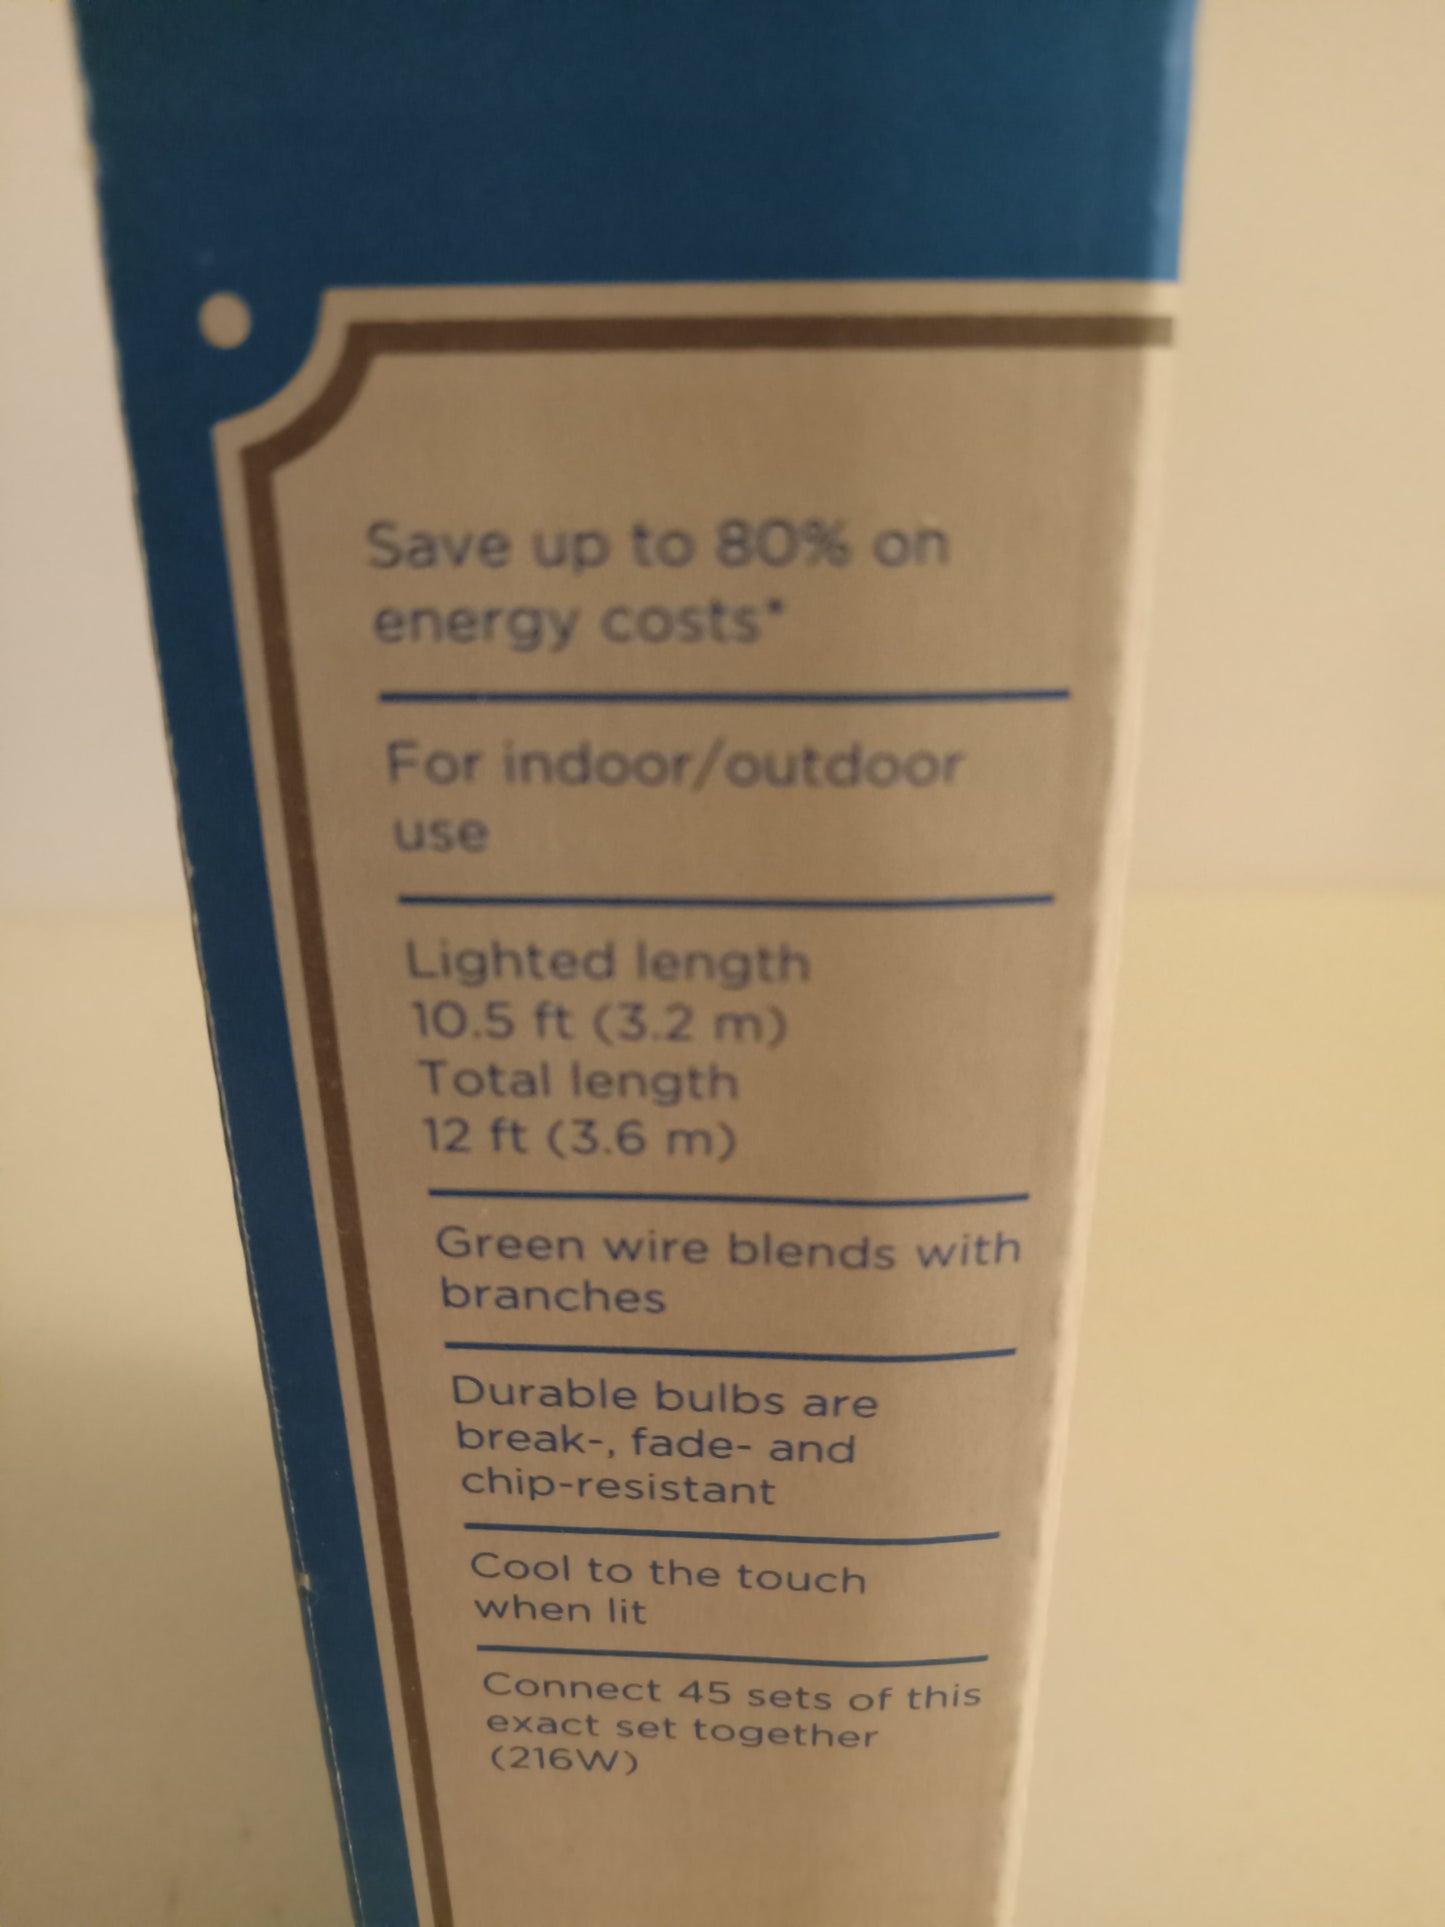 Save up to 80% on
energy costs*
For indoor/outdoor
use
Lighted length
10.5 ft (3.2 m)
Total length
12 ft (3.6 m)
Green wire blends with
branches
Durable bulbs are
break-, fade- and
chip-resistant
Cool to the touch
when lit
Connect 45 sets of this
exact set together
(216W)